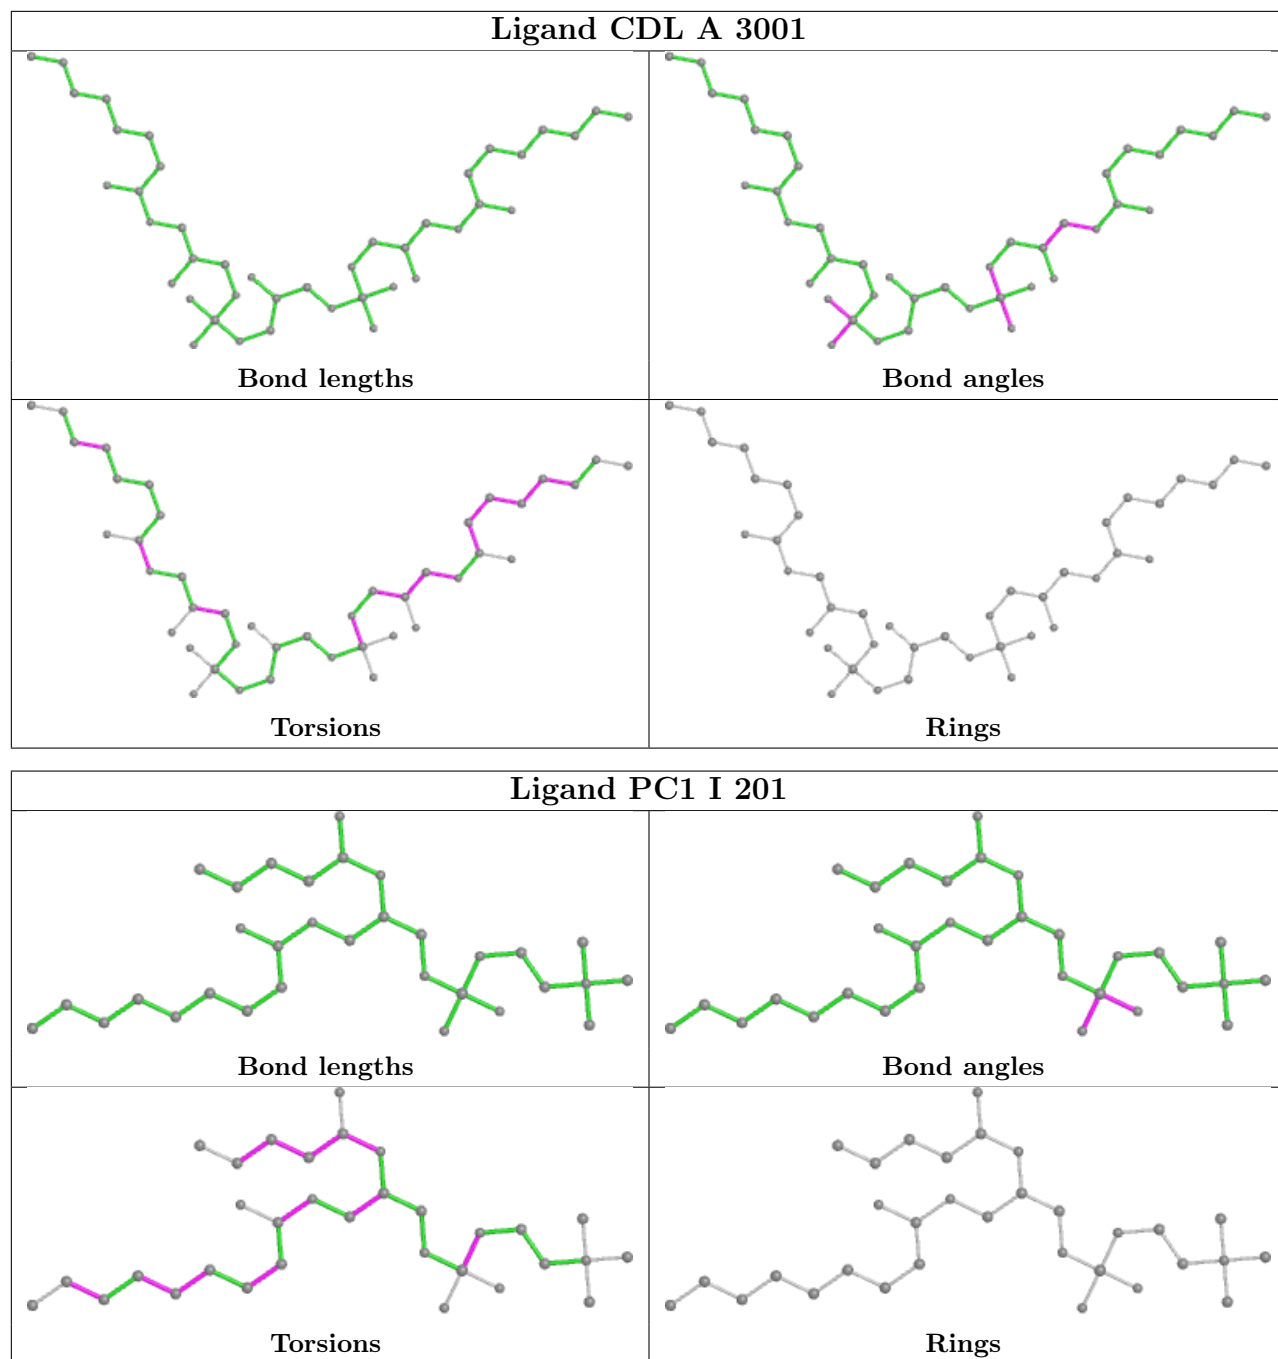 Ligand CDL A 3001
Bond lengths
Bond angles
Torsions
Rings
Ligand PC1 I 201
Bond lengths
Bond angles
Torsions
Rings